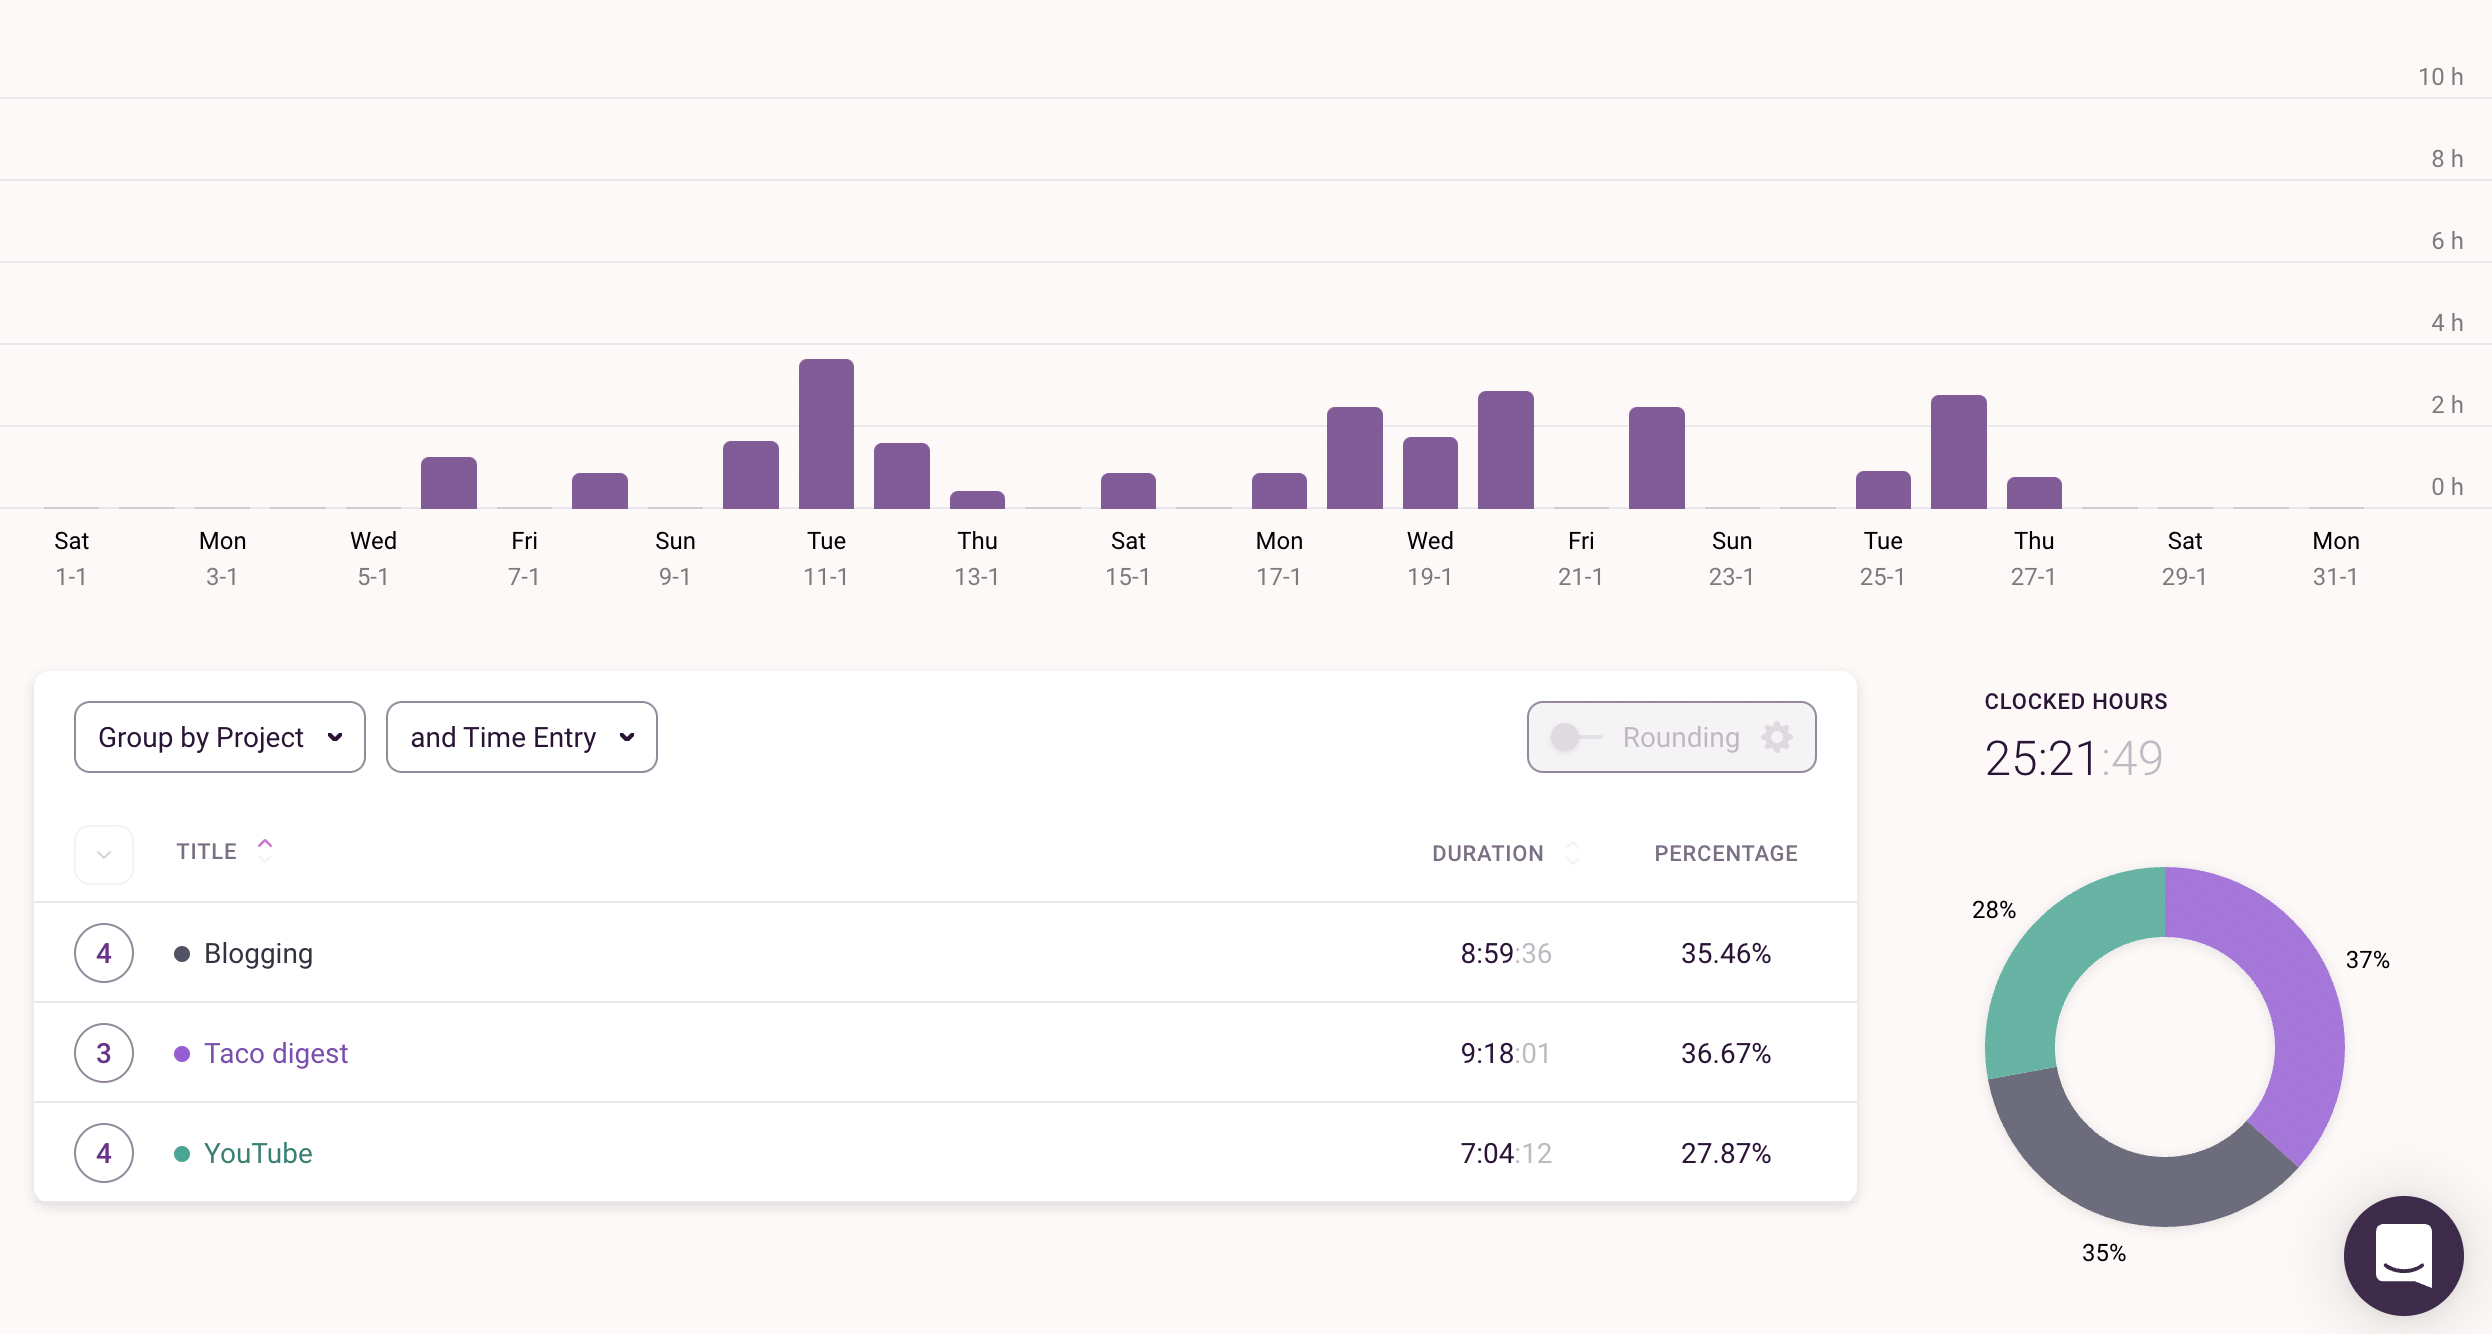 10 h
8 h
6 h
4 h
2 h
0 h
Sat Mon Wed Fri Sun Tue Thu Sat Mon Wed Fri Sun Tue Thu Sat Mon
1-1 3-1 5-1 7-1 9-1 11-1 13-1 15-1 17-1 19-1 21-1 23-1 25-1 27-1 29-1 31-1
Group by Project and Time Entry Rounding
TITLE DURATION PERCENTAGE
4 Blogging 8:59:36 35.46%
3 Taco digest 9:18:01 36.67%
4 YouTube 7:04:12 27.87%
CLOCKED HOURS
25:21:49
28%
37%
35%